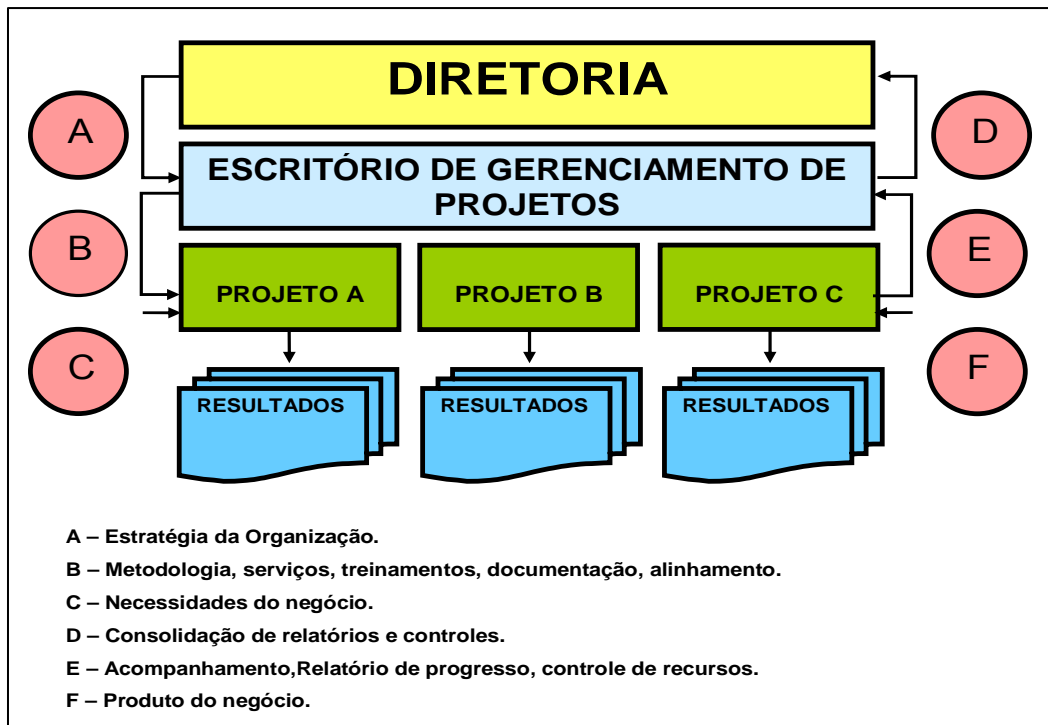 DIRETORIA
A
D
ESCRITÓRIO DE GERENCIAMENTO DE
PROJETOS
B
E
PROJETO A
PROJETO B
PROJETO C
C
F
RESULTADOS
RESULTADOS
RESULTADOS
A – Estratégia da Organização.
B – Metodologia, serviços, treinamentos, documentação, alinhamento.
C – Necessidades do negócio.
D – Consolidação de relatórios e controles.
E – Acompanhamento,Relatório de progresso, controle de recursos.
F – Produto do negócio.